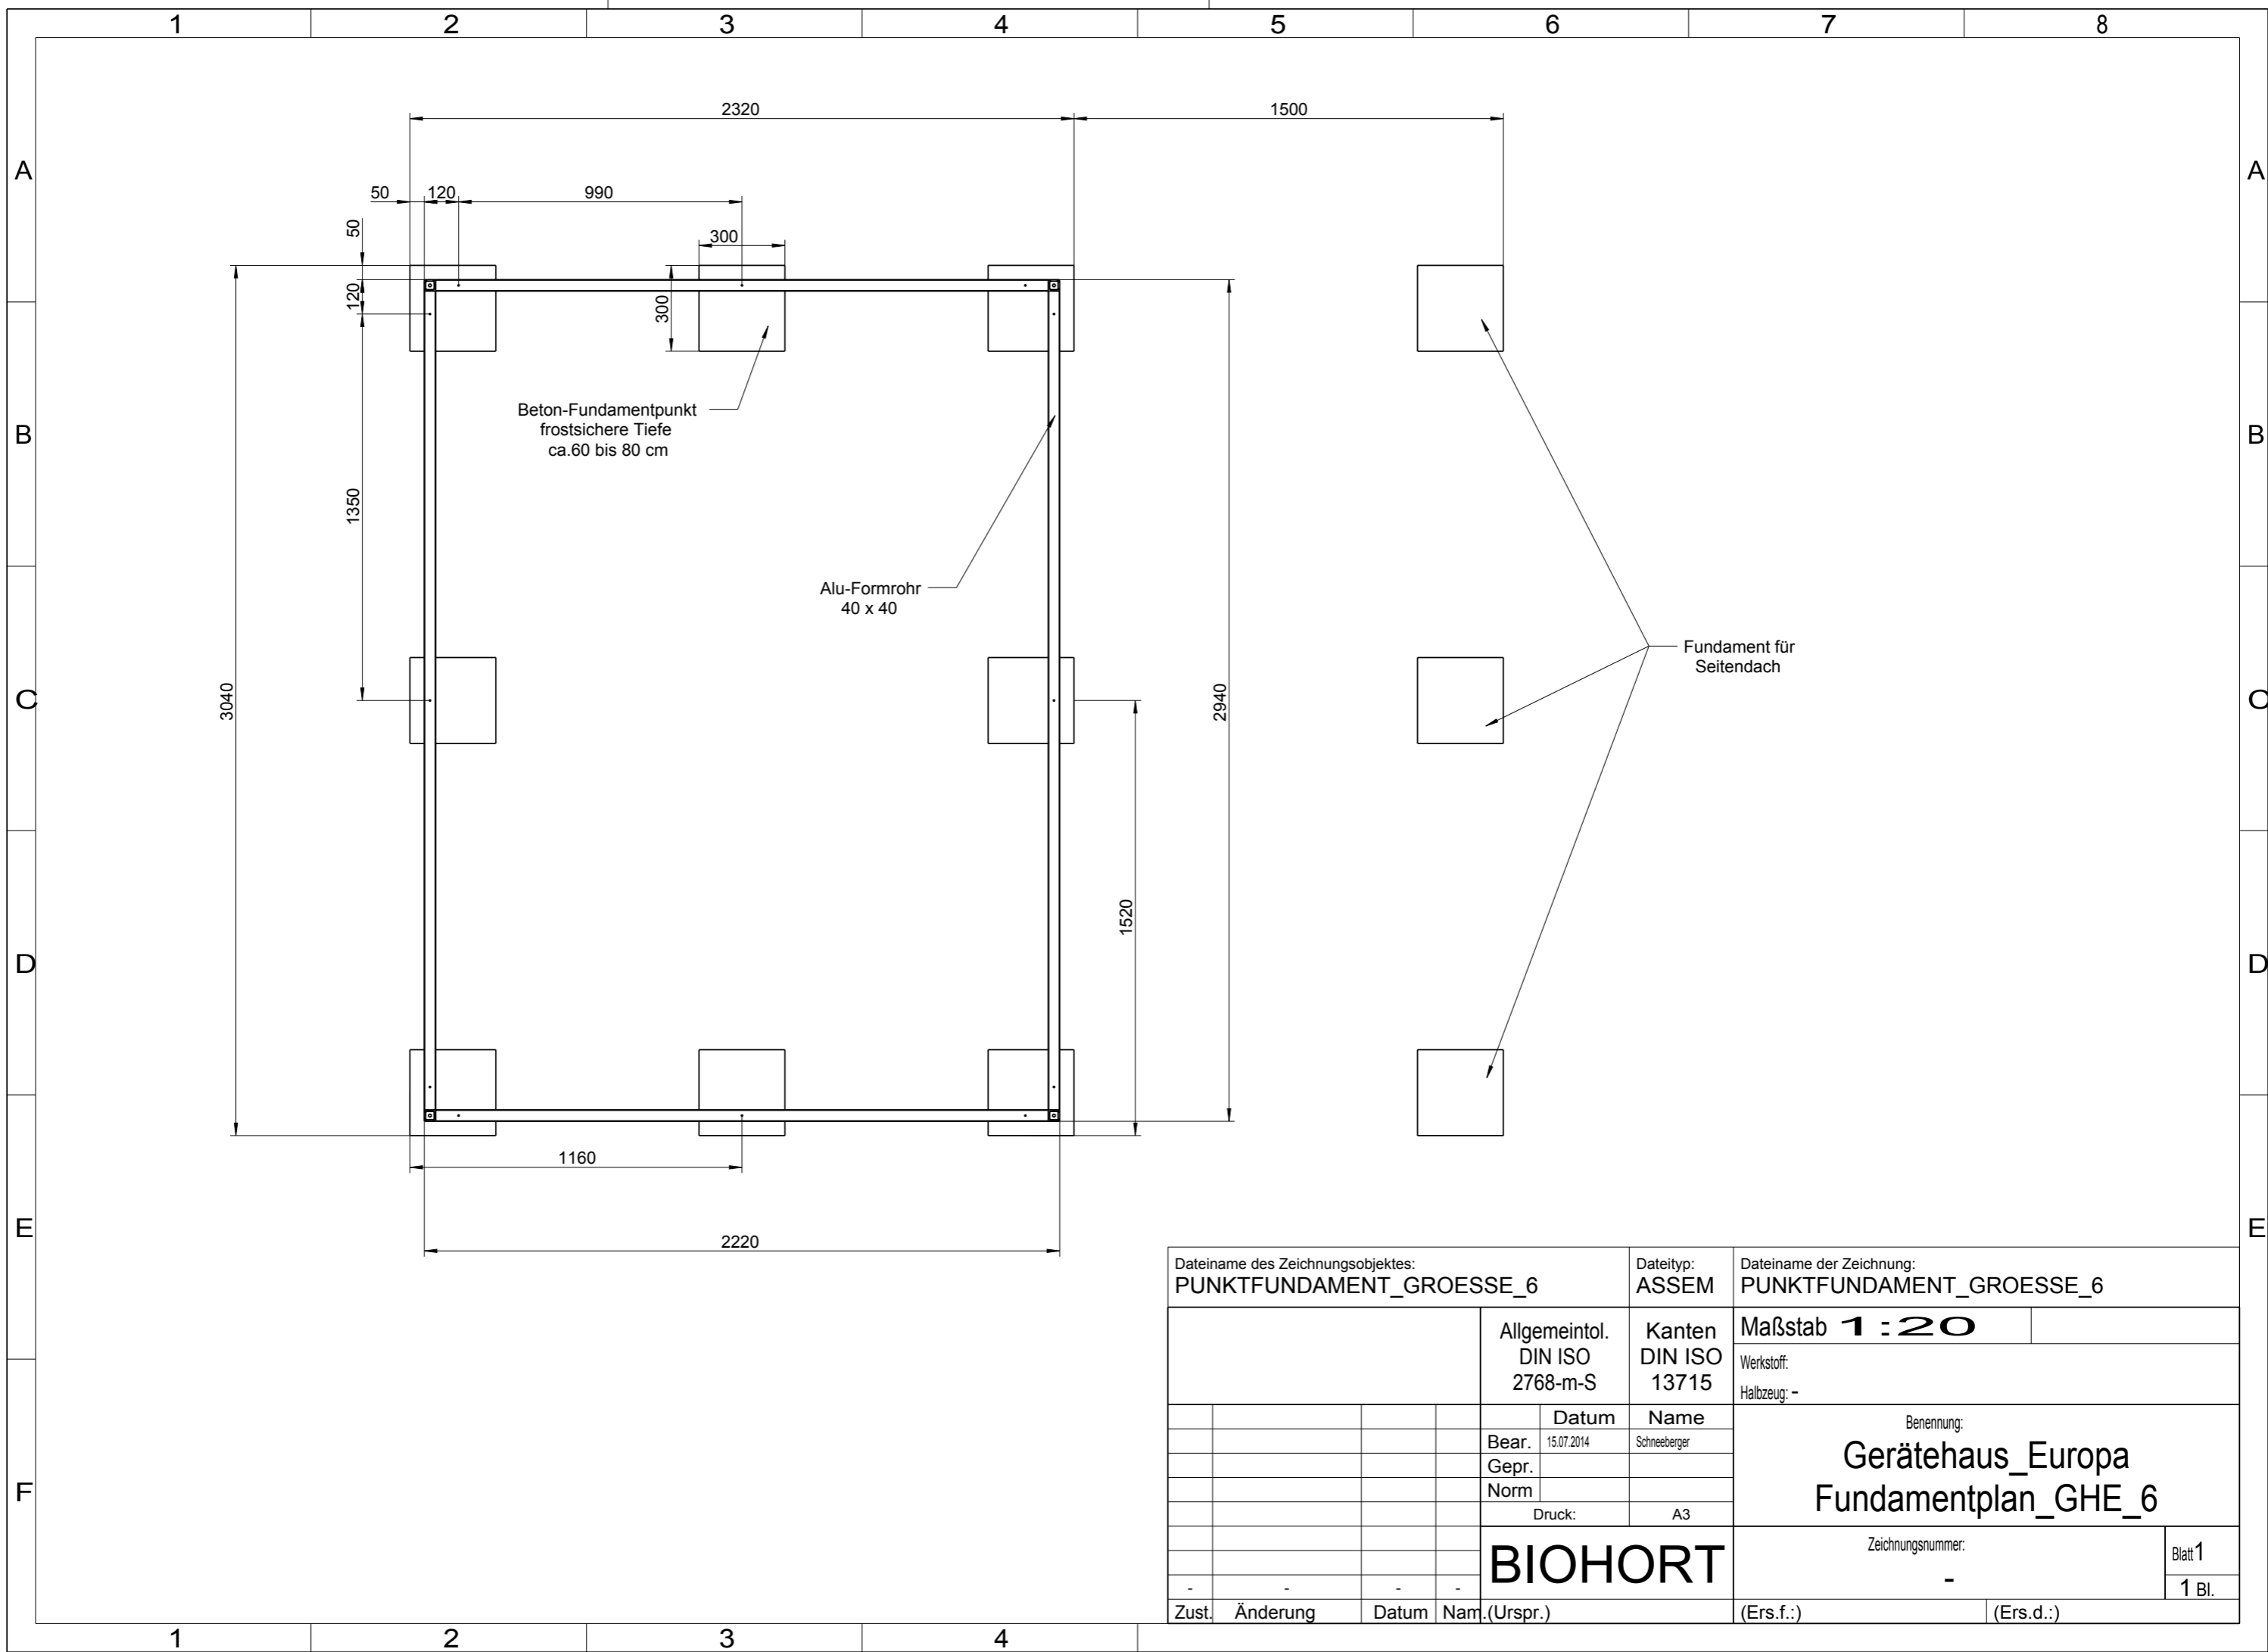 1 2 3 4 5 6 7 8
A A
B B
C C
D D
E E
F
2320 1500
50 120 990
50
300
120
300
Beton-Fundamentpunkt
frostsichere Tiefe
ca.60 bis 80 cm
1350
Alu-Formrohr
40 x 40
Fundament für
Seitendach
3040
2940
1520
1160
2220
Dateiname des Zeichnungsobjektes:
PUNKTFUNDAMENT_GROESSE_6
Dateityp:
ASSEM
Dateiname der Zeichnung:
PUNKTFUNDAMENT_GROESSE_6
Allgemeintol.
DIN ISO
2768-m-S
Kanten
DIN ISO
13715
Maßstab 1:20
Werkstoff:
Halbzeug: -
Datum Name
Bear. 15.07.2014 Schneeberger
Gepr.
Norm
Druck: A3
Benennung:
Gerätehaus_Europa
Fundamentplan_GHE_6
BIOHORT
Zeichnungsnummer:
-
Blatt 1
1 Bl.
- - - -
Zust. Änderung Datum Nam. (Urspr.) (Ers.f.:) (Ers.d.:)
1 2 3 4